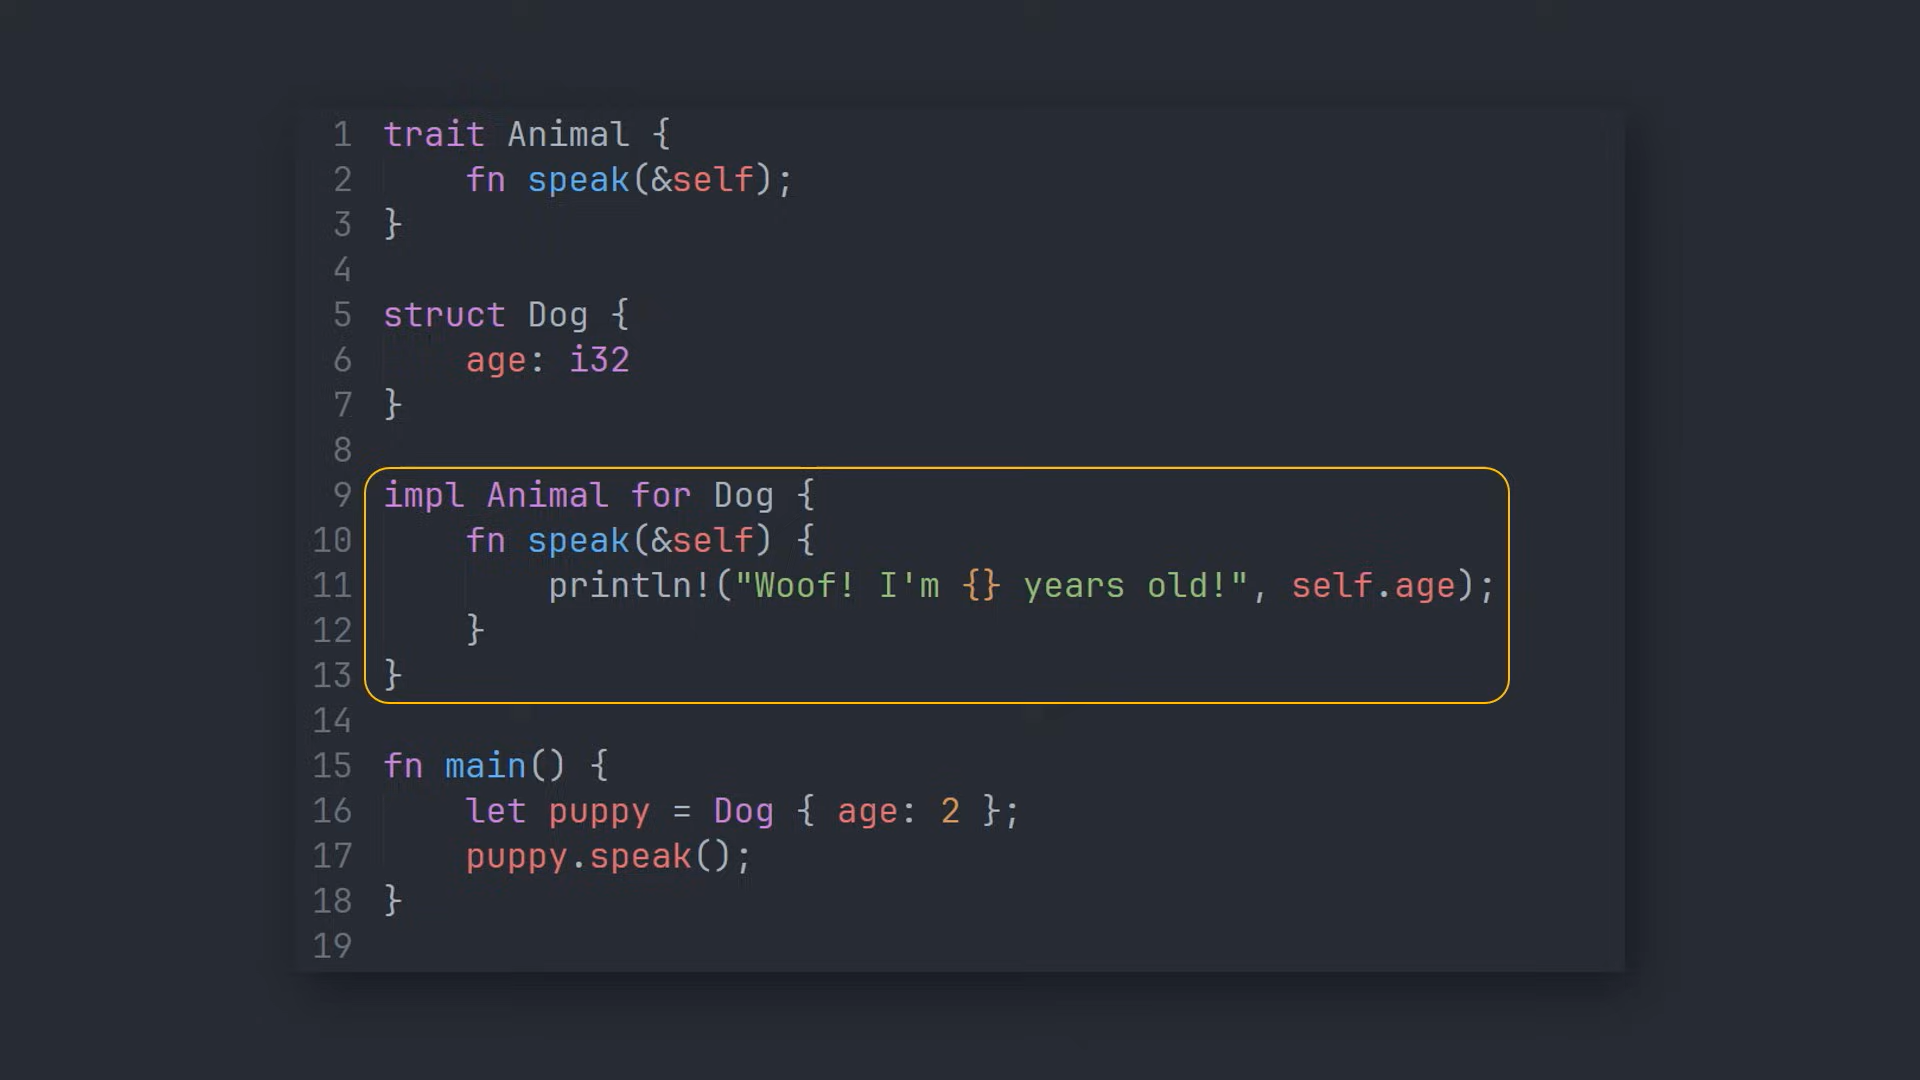 1 trait Animal {
2     fn speak(&self);
3 }
4
5 struct Dog {
6     age: i32
7 }
8
9 impl Animal for Dog {
10     fn speak(&self) {
11         println!("Woof! I'm {} years old!", self.age);
12     }
13 }
14
15 fn main() {
16     let puppy = Dog { age: 2 };
17     puppy.speak();
18 }
19